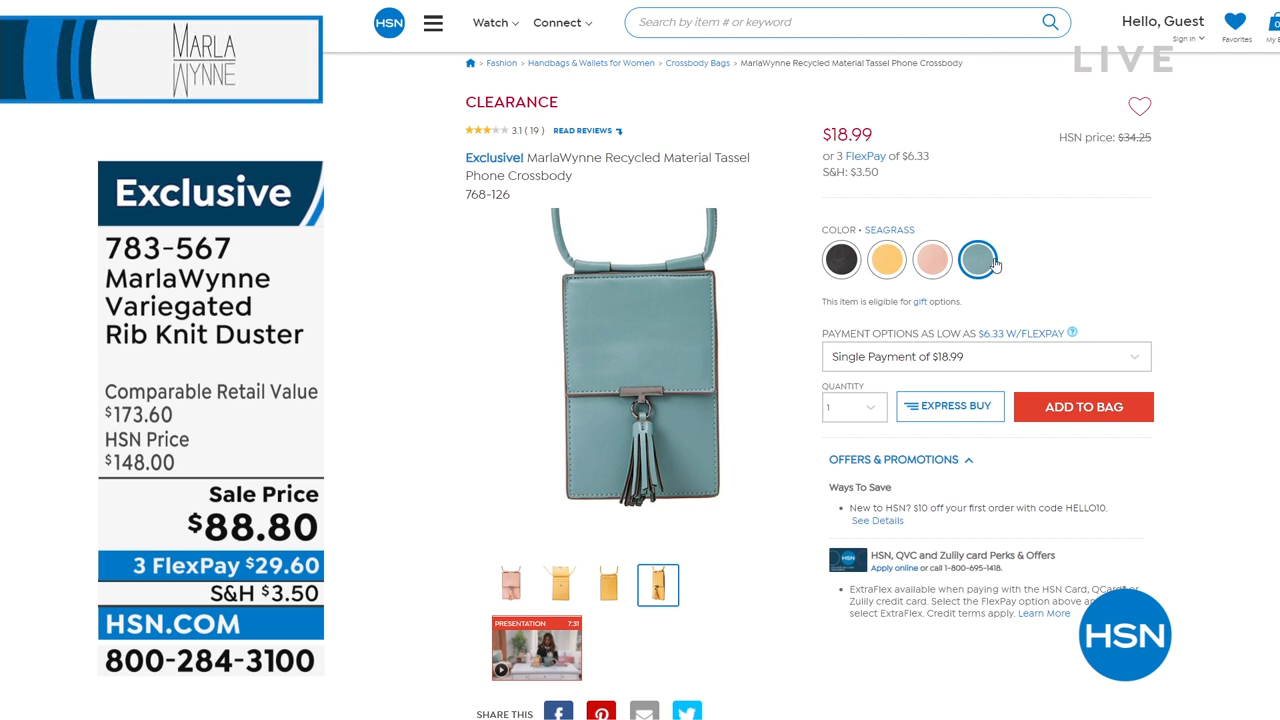 MARLA
WYNNE
Exclusive
783-567
MarlaWynne
Variegated
Rib Knit Duster
Comparable Retail Value
$173.60
HSN Price
$148.00
Sale Price
$88.80
3 FlexPay $29.60
S&H $3.50
HSN.COM
800-284-3100
HSN
Watch
Connect
Search by item # or keyword
Hello, Guest
Sign In
Favorites
0
LIVE
> Fashion > Handbags & Wallets for Women > Crossbody Bags > MarlaWynne Recycled Material Tassel Phone Crossbody
CLEARANCE
3.1 ( 19 ) READ REVIEWS
Exclusive! MarlaWynne Recycled Material Tassel
Phone Crossbody
768-126
$18.99
HSN price: $34.25
or 3 FlexPay of $6.33
S&H: $3.50
COLOR • SEAGRASS
This item is eligible for gift options.
PAYMENT OPTIONS AS LOW AS $6.33 W/FLEXPAY ?
Single Payment of $18.99
QUANTITY
1
EXPRESS BUY
ADD TO BAG
OFFERS & PROMOTIONS
Ways To Save
• New to HSN? $10 off your first order with code HELLO10.
See Details
HSN, QVC and Zulily card Perks & Offers
Apply online or call 1-800-695-1418.
• ExtraFlex available when paying with the HSN Card, QCard or
Zulily credit card. Select the FlexPay option above
select ExtraFlex. Credit terms apply. Learn More
HSN
PRESENTATION 7:31
SHARE THIS